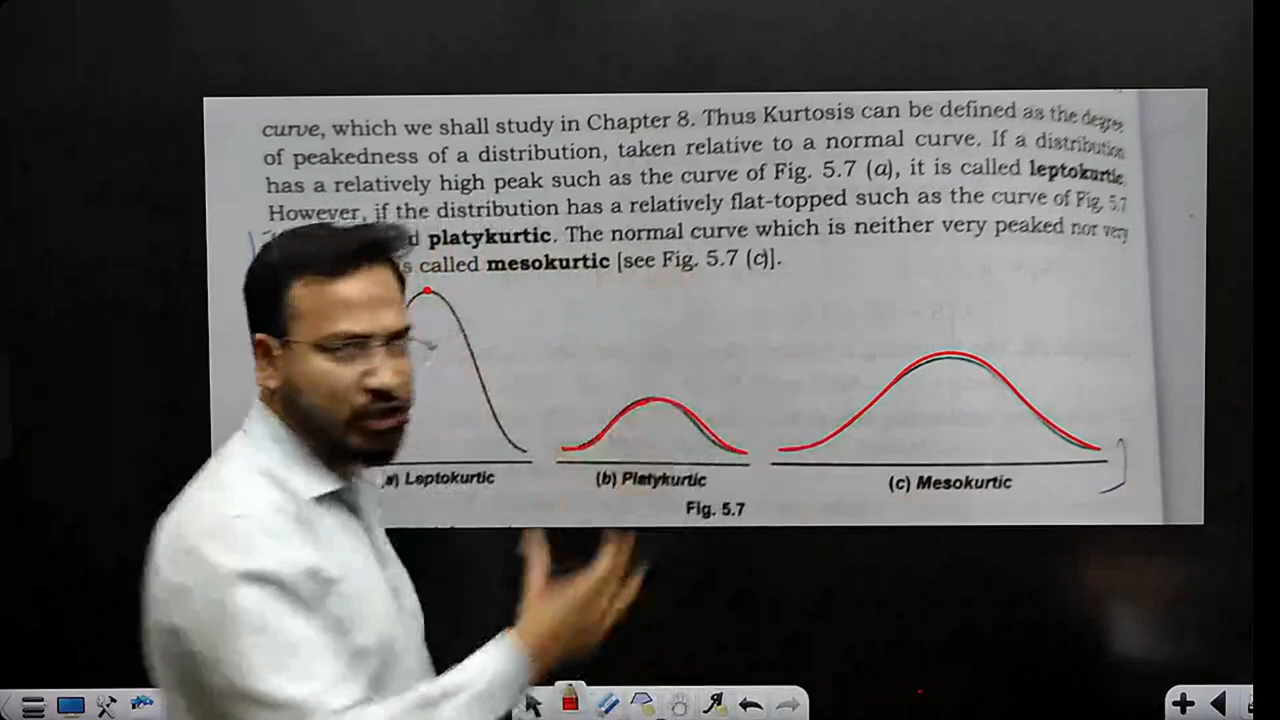 curve, which we shall study in Chapter 8. Thus Kurtosis can be defined as the degree
of peakedness of a distribution, taken relative to a normal curve. If a distribution
has a relatively high peak such as the curve of Fig. 5.7 (a), it is called leptokurtic.
However, if the distribution has a relatively flat-topped such as the curve of Fig. 5.7
platykurtic. The normal curve which is neither very peaked nor very
called mesokurtic [see Fig. 5.7 (c)].
a) Leptokurtic
(b) Platykurtic
(c) Mesokurtic
Fig. 5.7